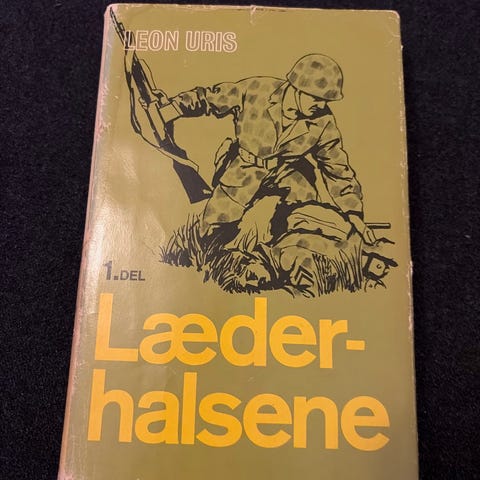 LEON URIS
1. DEL
Læder-
halsene